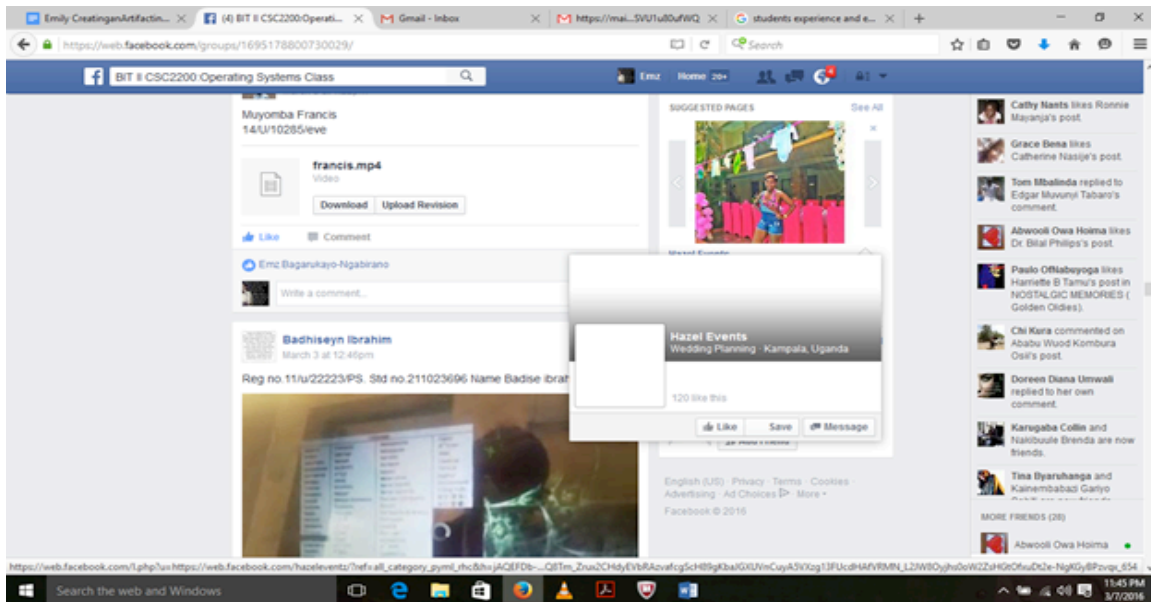 Emily CreatinganArtifactin...
(4) BIT II CSC2200:Operati...
Gmail - Inbox
https://mai...SVU1u80ufWQ
students experience and e...
https://web.facebook.com/groups/1695178800730029/
Search
BIT II CSC2200:Operating Systems Class
Emz
Home 20+
Muyomba Francis
14/U/10285/eve
francis.mp4
Video
Download
Upload Revision
Like
Comment
Emz Bagarukayo-Ngabirano
Write a comment...
Badhiseyn Ibrahim
March 3 at 12:46pm
Reg no.11/u/22223/PS. Std no.211023696 Name Badise ibrah
SUGGESTED PAGES
See All
Hazel Events
Hazel Events
Wedding Planning · Kampala, Uganda
120 like this
Like
Save
Message
Add Friend
English (US) · Privacy · Terms · Cookies ·
Advertising · Ad Choices · More
Facebook © 2016
Cathy Nants likes Ronnie
Mayanja's post.
Grace Bena likes
Catherine Nasije's post.
Tom Mbalinda replied to
Edgar Muvunyi Tabaro's
comment.
Abwooli Owa Hoima likes
Dr. Bilal Philips's post.
Paulo OfNabuyoga likes
Harriette B Tamu's post in
NOSTALGIC MEMORIES (
Golden Oldies).
Chi Kura commented on
Ababu Wuod Kombura
Osii's post.
Doreen Diana Umwali
replied to her own
comment.
Karugaba Collin and
Nakibuule Brenda are now
friends.
Tina Byaruhanga and
Kainembabazi Gariyo
MORE FRIENDS (28)
Abwooli Owa Hoima
Search the web and Windows
11:45 PM
3/7/2016